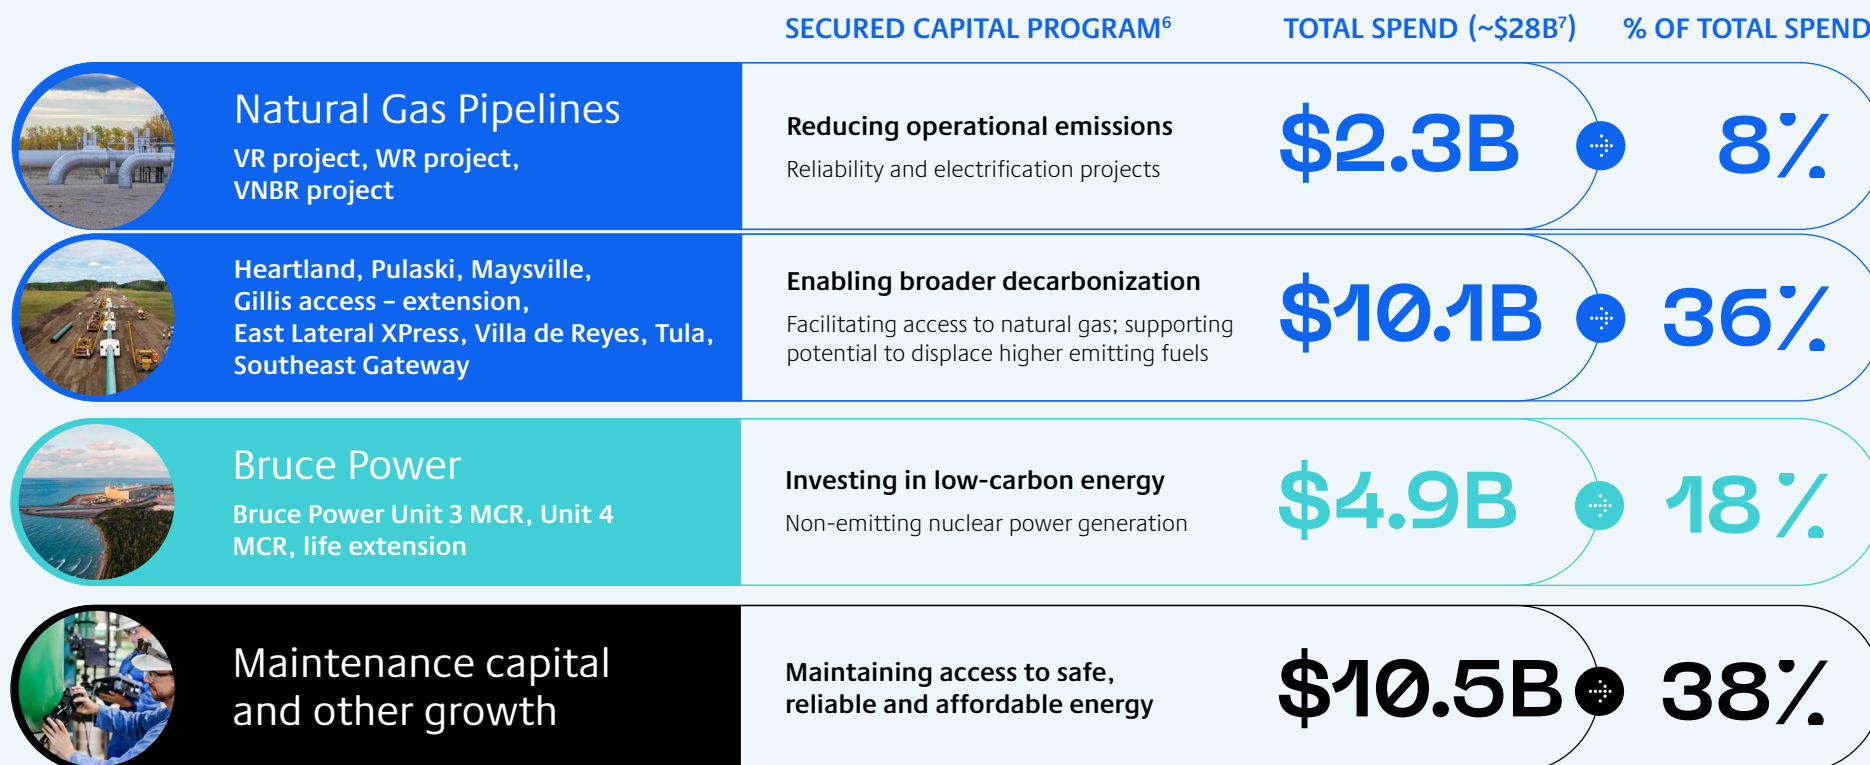 SECURED CAPITAL PROGRAM⁶ TOTAL SPEND (~$28B⁷) % OF TOTAL SPEND
Natural Gas Pipelines
VR project, WR project,
VNBR project
Reducing operational emissions
Reliability and electrification projects
$2.3B
8%
Heartland, Pulaski, Maysville,
Gillis access – extension,
East Lateral XPress, Villa de Reyes, Tula,
Southeast Gateway
Enabling broader decarbonization
Facilitating access to natural gas; supporting
potential to displace higher emitting fuels
$10.1B
36%
Bruce Power
Bruce Power Unit 3 MCR, Unit 4
MCR, life extension
Investing in low-carbon energy
Non-emitting nuclear power generation
$4.9B
18%
Maintenance capital
and other growth
Maintaining access to safe,
reliable and affordable energy
$10.5B
38%